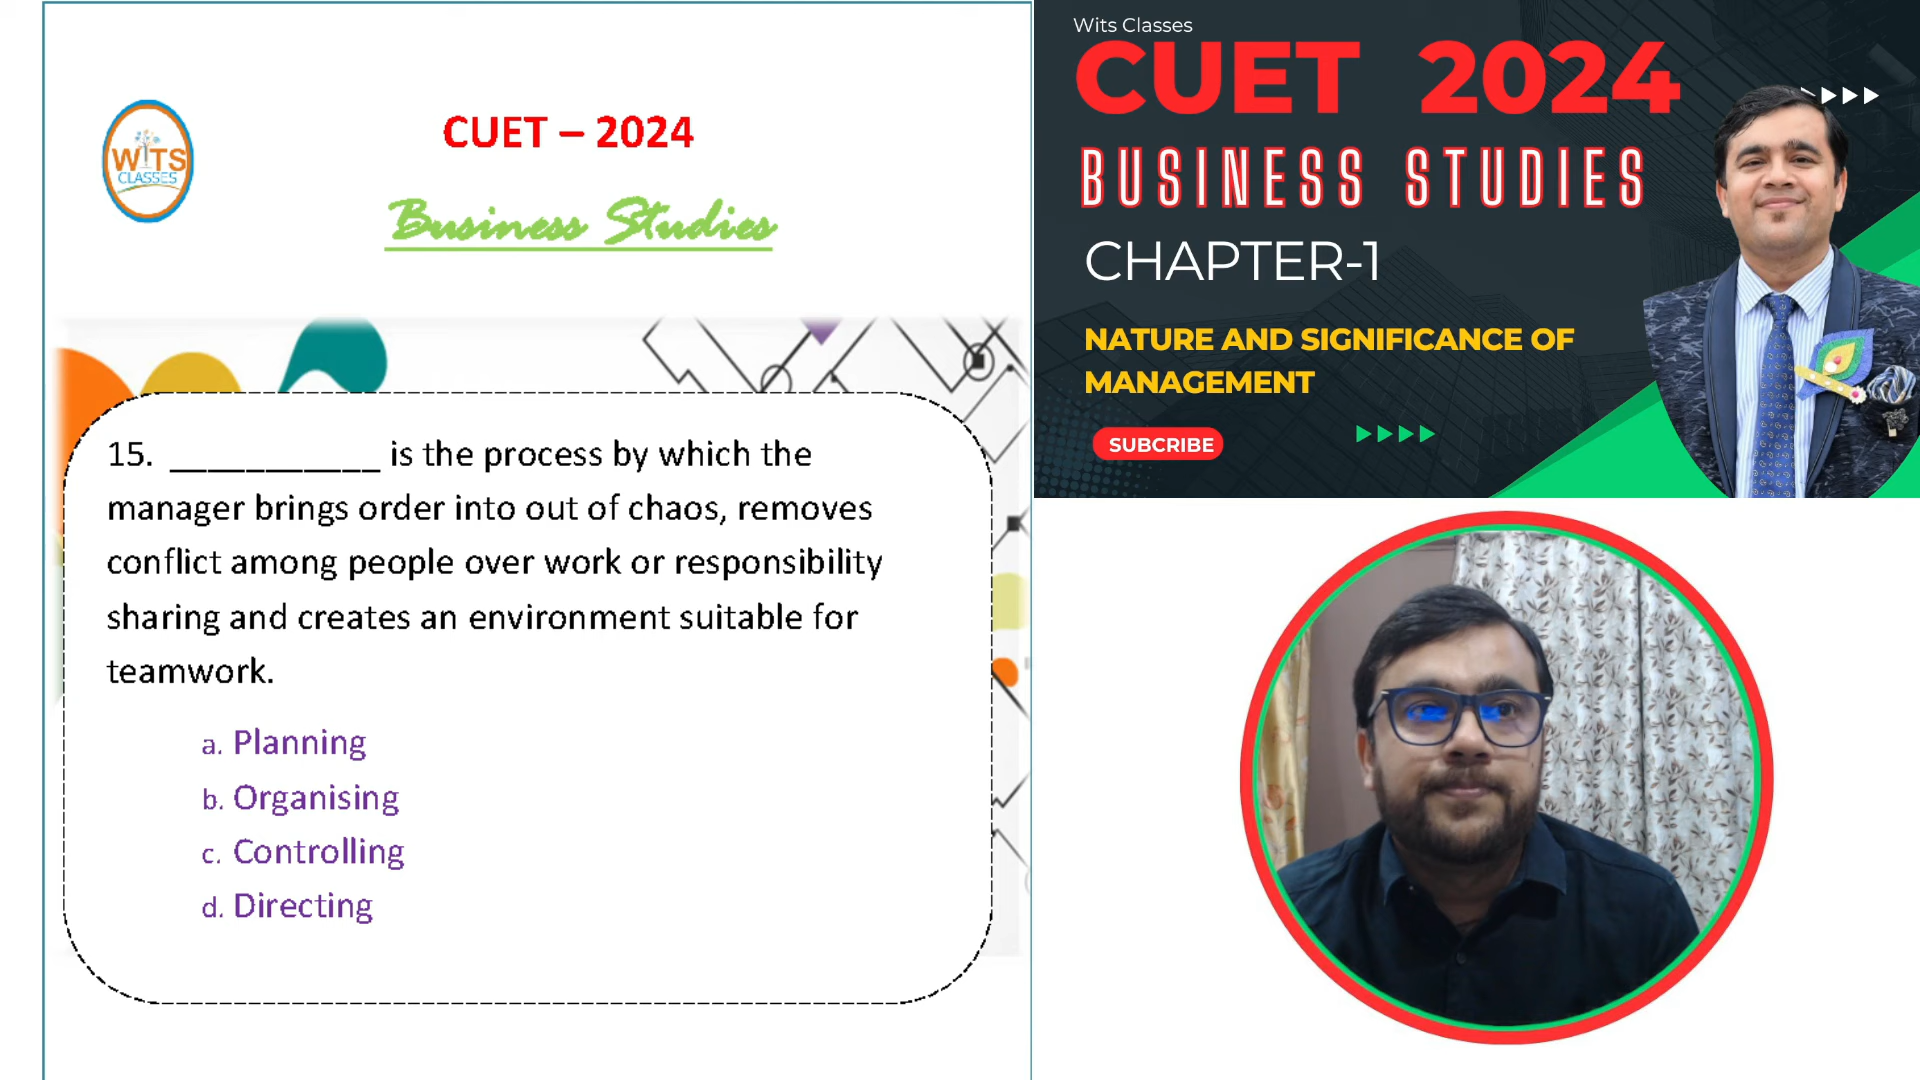 WITS
CLASSES
CUET – 2024
Business Studies
15. ___________ is the process by which the
manager brings order into out of chaos, removes
conflict among people over work or responsibility
sharing and creates an environment suitable for
teamwork.
a. Planning
b. Organising
c. Controlling
d. Directing
Wits Classes
CUET 2024
BUSINESS STUDIES
CHAPTER-1
NATURE AND SIGNIFICANCE OF
MANAGEMENT
SUBCRIBE